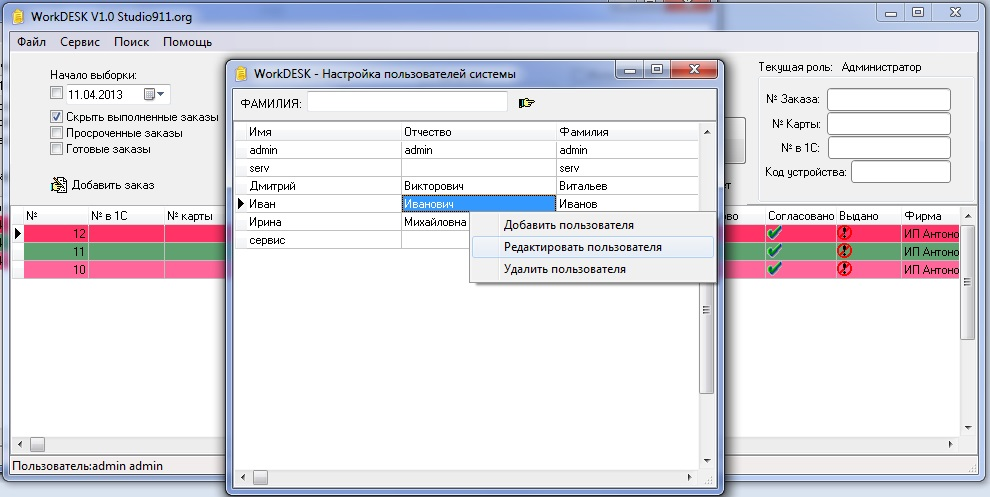 WorkDESK V1.0 Studio911.org
Файл Сервис Поиск Помощь
Начало выборки:
11.04.2013
Скрыть выполненные заказы
Просроченные заказы
Готовые заказы
Добавить заказ
Текущая роль: Администратор
№ Заказа:
№ Карты:
№ в 1С:
Код устройства:
WorkDESK - Настройка пользователей системы
ФАМИЛИЯ:
Имя Отчество Фамилия
admin admin admin
serv serv
Дмитрий Викторович Витальев
Иван Иванович Иванов
Ирина Михайловна
сервис
Добавить пользователя
Редактировать пользователя
Удалить пользователя
№ № в 1С № карты Согласовано Выдано Фирма
12 ИП Антоно
11 ИП Антоно
10 ИП Антоно
Пользователь:admin admin